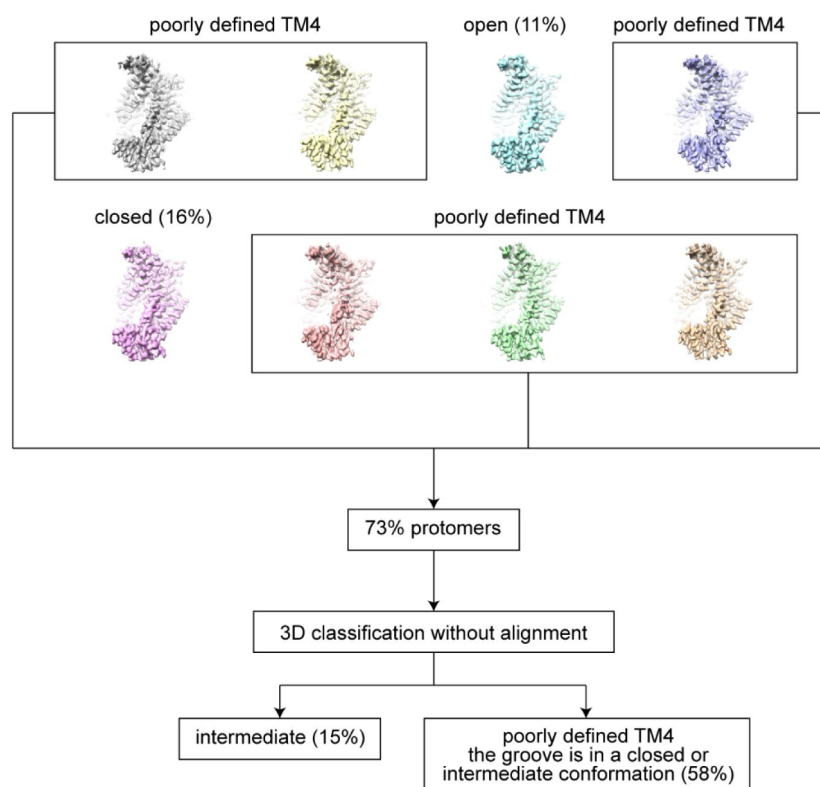 poorly defined TM4
open (11%)
poorly defined TM4
closed (16%)
poorly defined TM4
73% protomers
3D classification without alignment
intermediate (15%)
poorly defined TM4
the groove is in a closed or
intermediate conformation (58%)